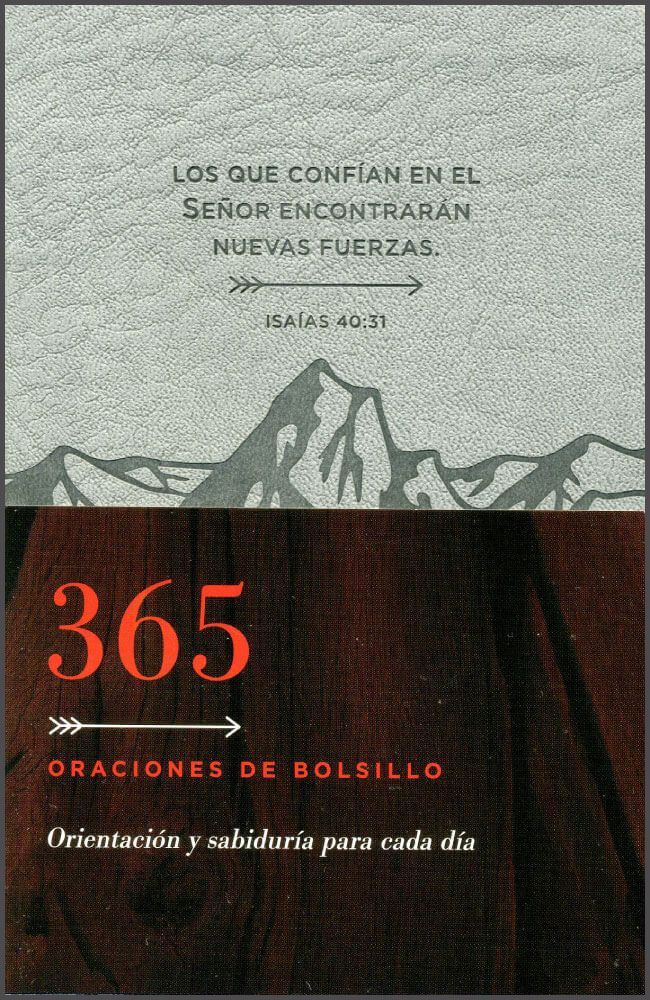 LOS QUE CONFÍAN EN EL
SEÑOR ENCONTRARÁN
NUEVAS FUERZAS.
ISAÍAS 40:31
365
ORACIONES DE BOLSILLO
Orientación y sabiduría para cada día